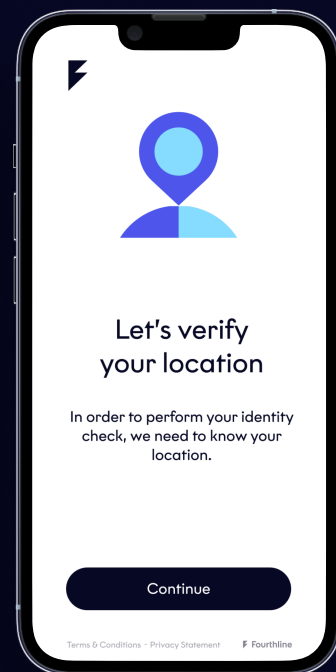 Let's verify
your location
In order to perform your identity
check, we need to know your
location.
Continue
Terms & Conditions - Privacy Statement
Fourthline